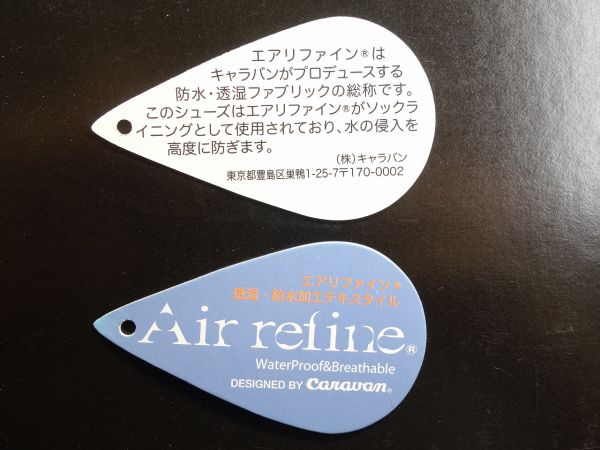 エアリファイン®は
キャラバンがプロデュースする
防水・透湿ファブリックの総称です。
このシューズはエアリファイン®がソックラ
イニングとして使用されており、水の侵入を
高度に防ぎます。
(株)キャラバン
東京都豊島区巣鴨1-25-7〒170-0002
エアリファイン®
透湿・防水加工テキスタイル
Air refine®
WaterProof&Breathable
DESIGNED BY Caravan®